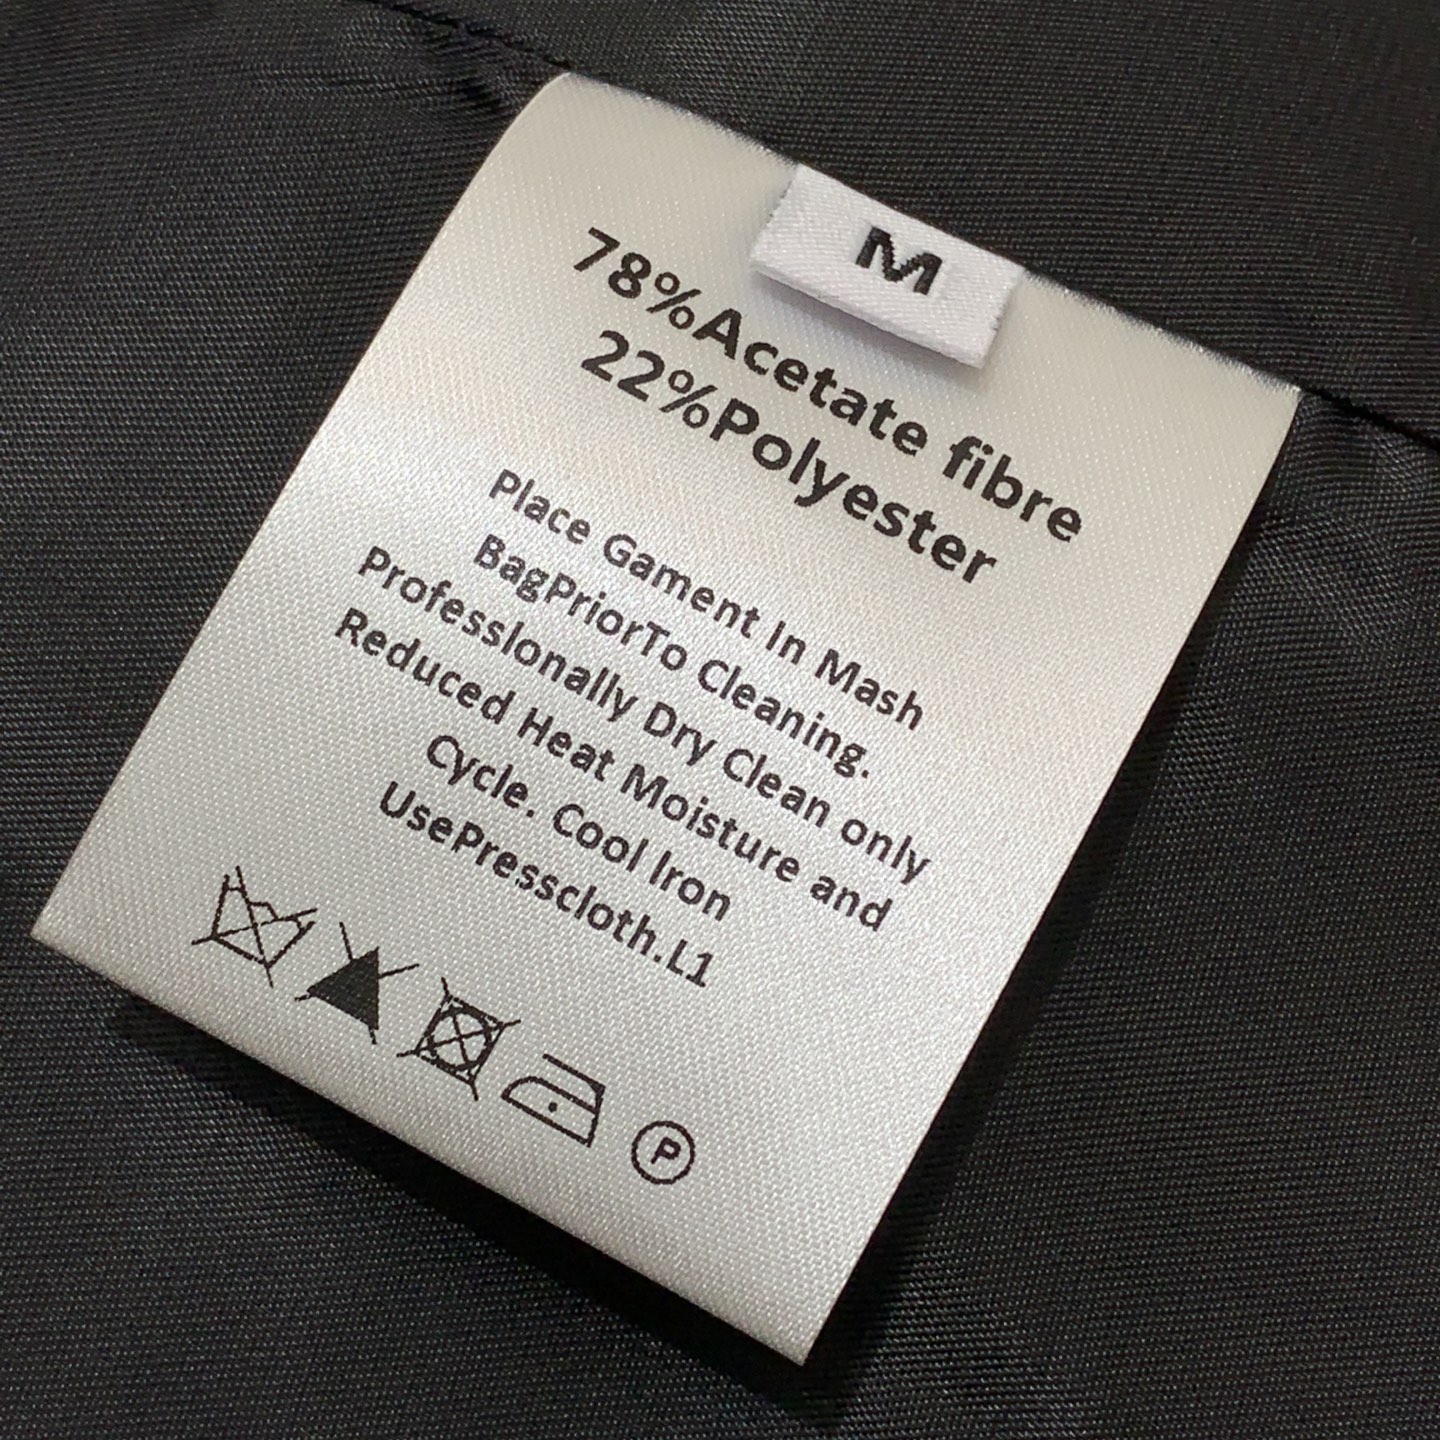 M
78%Acetate fibre
22%Polyester
Place Gament In Mash
BagPriorTo Cleaning.
Professlonally Dry Clean only
Reduced Heat Moisture and
Cycle. Cool Iron
UsePresscloth.L1
P